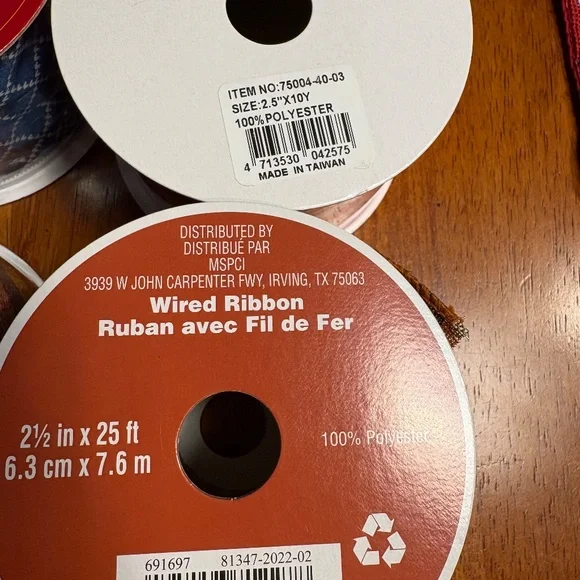 ITEM NO:75004-40-03
SIZE:2.5"X10Y
100%POLYESTER
4 713530 042575
MADE IN TAIWAN
DISTRIBUTED BY
DISTRIBUÉ PAR
MSPCI
3939 W JOHN CARPENTER FWY, IRVING, TX 75063
Wired Ribbon
Ruban avec Fil de Fer
2½ in x 25 ft
6.3 cm x 7.6 m
100% Polyester
691697 81347-2022-02